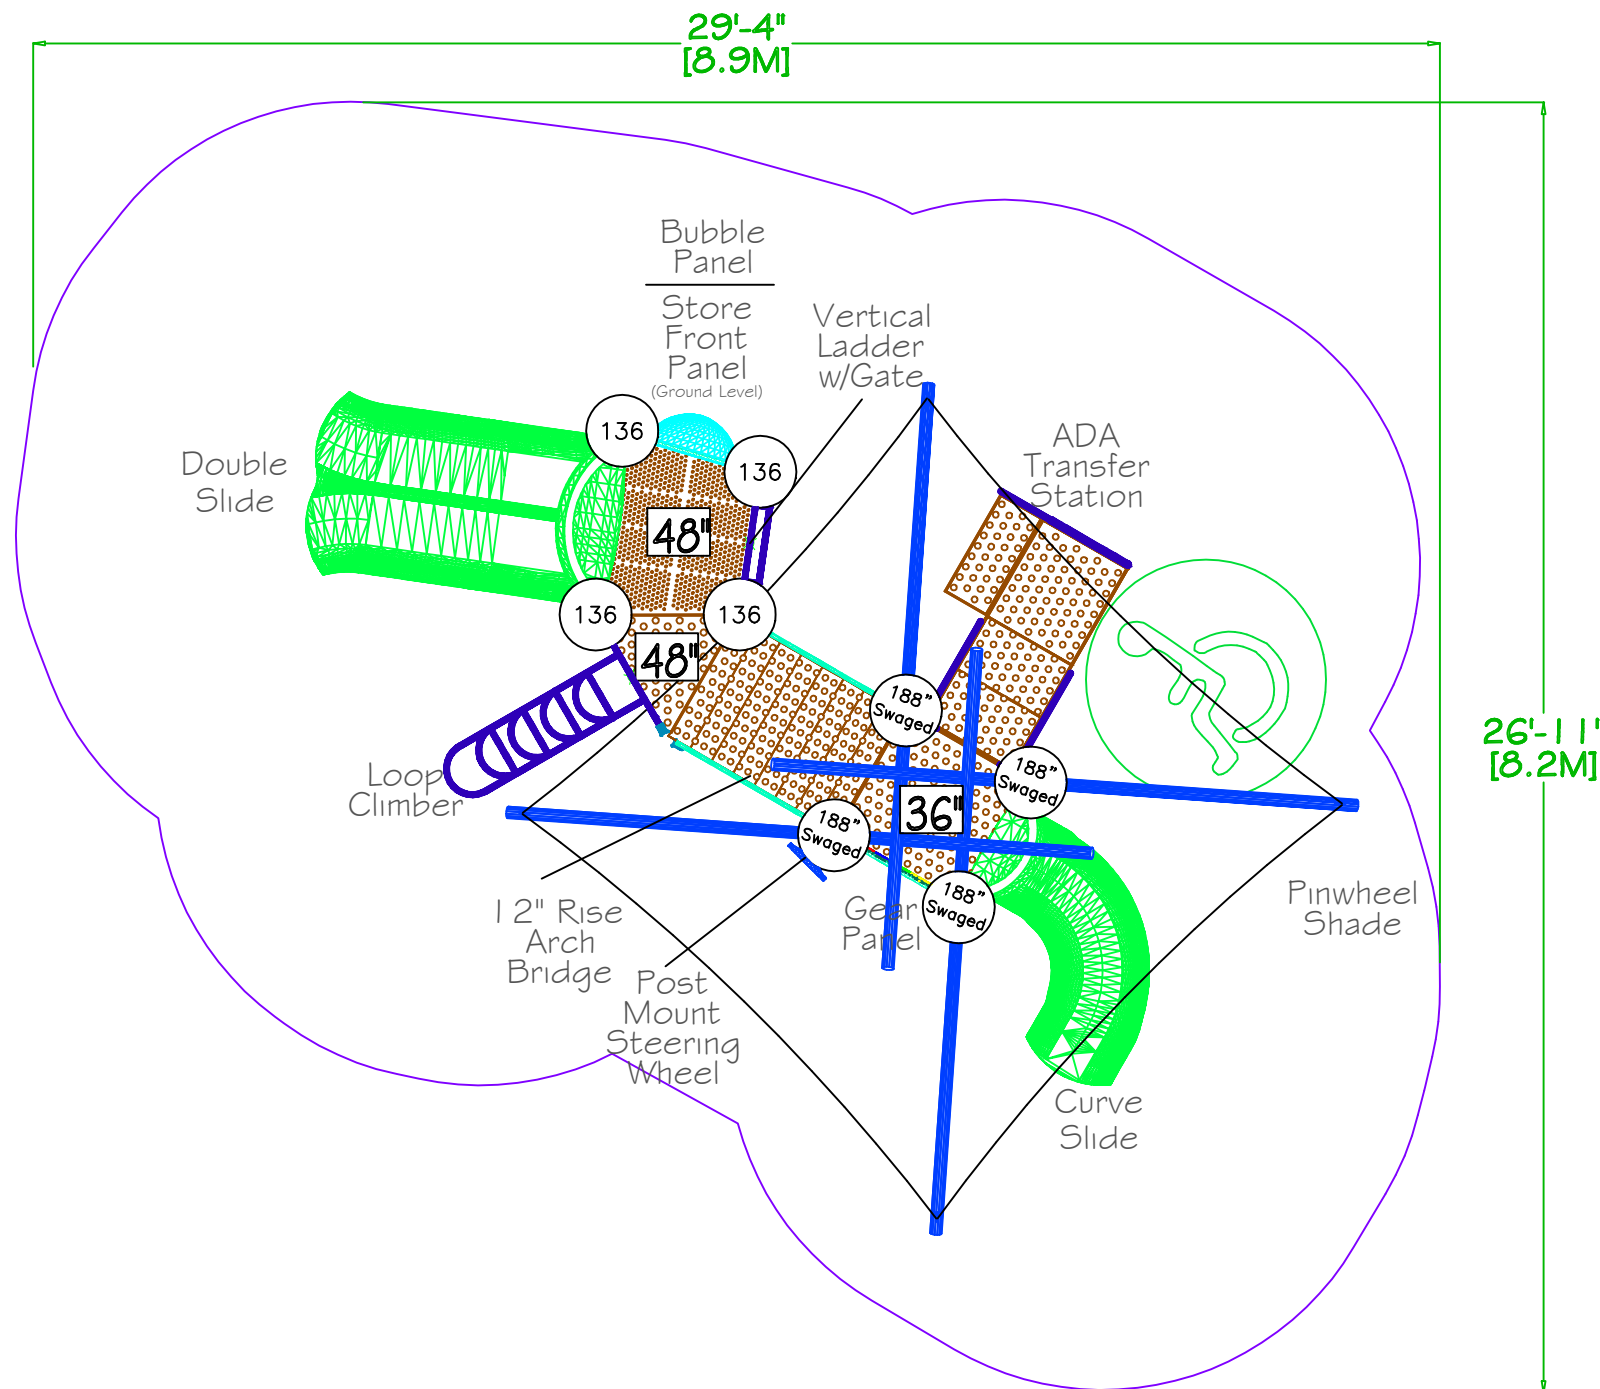 29'-4"
[8.9M]
Bubble
Panel
Store
Front
Panel
(Ground Level)
Vertical
Ladder
w/Gate
136
136
ADA
Transfer
Station
Double
Slide
48"
136
136
48"
188"
Swaged
26'-11"
[8.2M]
Loop
Climber
188"
Swaged
36"
188"
Swaged
Pinwheel
Shade
188"
Swaged
12" Rise
Arch
Bridge
Gear
Panel
Post
Mount
Steering
Wheel
Curve
Slide